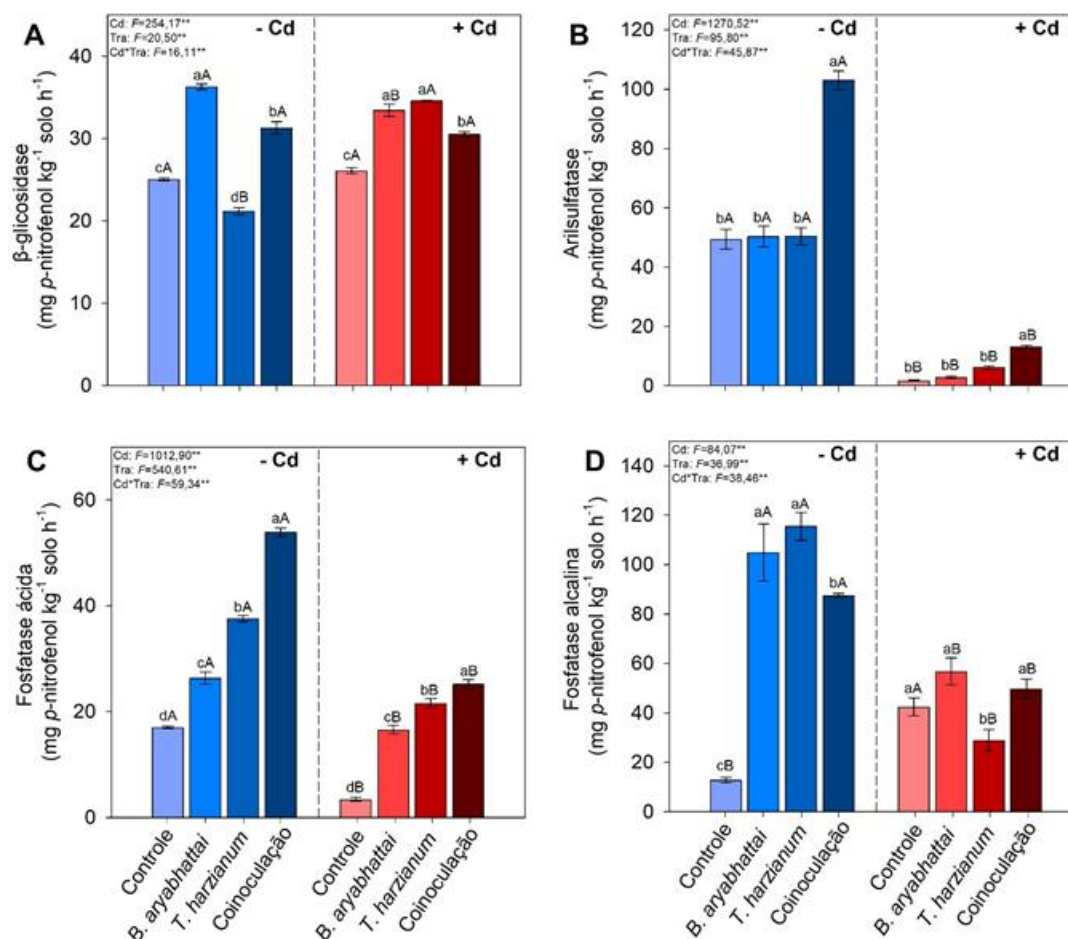 A
Cd: F=254,17**
Tra: F=20,50**
Cd*Tra: F=16,11**
- Cd
+ Cd
β-glicosidase
(mg p-nitrofenol kg⁻¹ solo h⁻¹)
40
30
20
10
0
cA
aA
dB
bA
cA
aB
aA
bA
B
Cd: F=1270,52**
Tra: F=95,80**
Cd*Tra: F=45,87**
- Cd
+ Cd
Arilsulfatase
(mg p-nitrofenol kg⁻¹ solo h⁻¹)
120
100
80
60
40
20
0
bA
bA
bA
aA
bB
bB
bB
aB
C
Cd: F=1012,90**
Tra: F=540,61**
Cd*Tra: F=59,34**
- Cd
+ Cd
Fosfatase ácida
(mg p-nitrofenol kg⁻¹ solo h⁻¹)
60
40
20
0
dA
cA
bA
aA
dB
cB
bB
aB
Controle
B. aryabhattai
T. harzianum
Coinoculação
Controle
B. aryabhattai
T. harzianum
Coinoculação
D
Cd: F=84,07**
Tra: F=36,99**
Cd*Tra: F=38,46**
- Cd
+ Cd
Fosfatase alcalina
(mg p-nitrofenol kg⁻¹ solo h⁻¹)
140
120
100
80
60
40
20
0
cB
aA
aA
bA
aA
aB
bB
aB
Controle
B. aryabhattai
T. harzianum
Coinoculação
Controle
B. aryabhattai
T. harzianum
Coinoculação